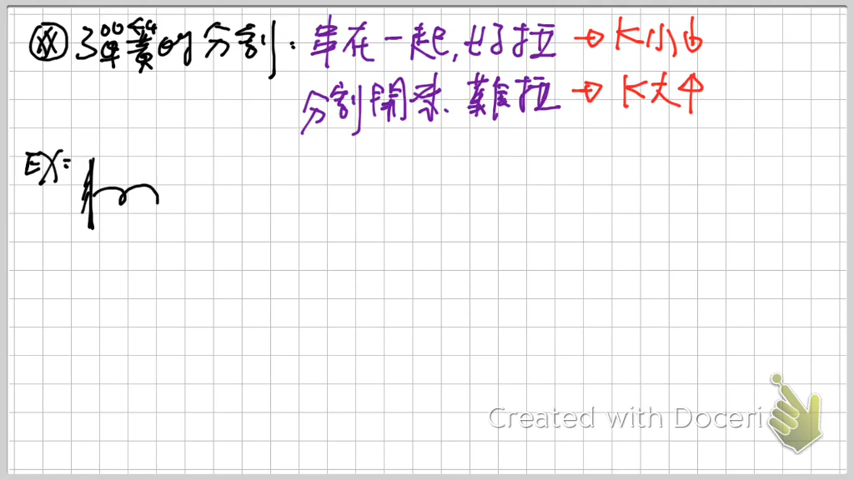 ※ 3彈簧的分割:串在一起,好拉→K小↓
分割開來、難拉→K大↑
EX:
Created with Doceri